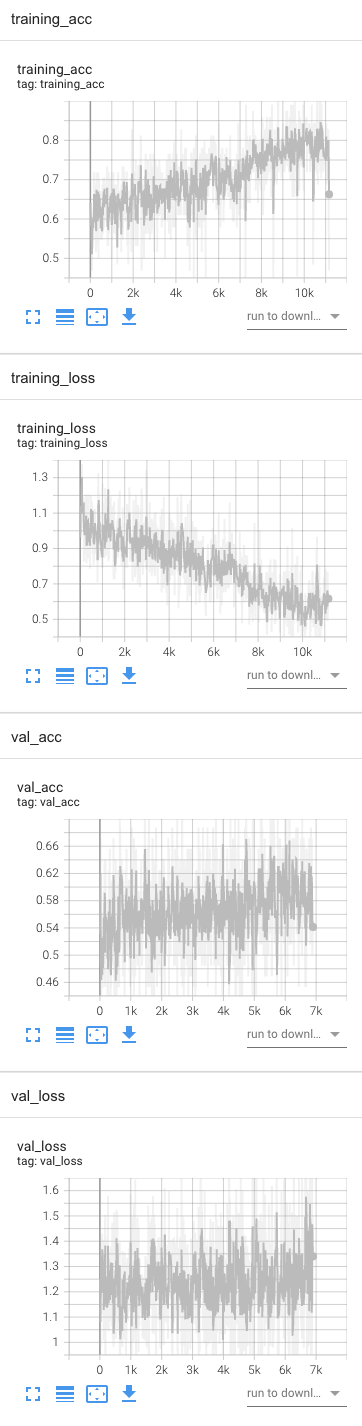 training_acc
training_acc
tag: training_acc
0.8
0.7
0.6
0.5
0 2k 4k 6k 8k 10k
run to downl...
training_loss
training_loss
tag: training_loss
1.3
1.1
0.9
0.7
0.5
0 2k 4k 6k 8k 10k
run to downl...
val_acc
val_acc
tag: val_acc
0.66
0.62
0.58
0.54
0.5
0.46
0 1k 2k 3k 4k 5k 6k 7k
run to downl...
val_loss
val_loss
tag: val_loss
1.6
1.5
1.4
1.3
1.2
1.1
1
0 1k 2k 3k 4k 5k 6k 7k
run to downl...